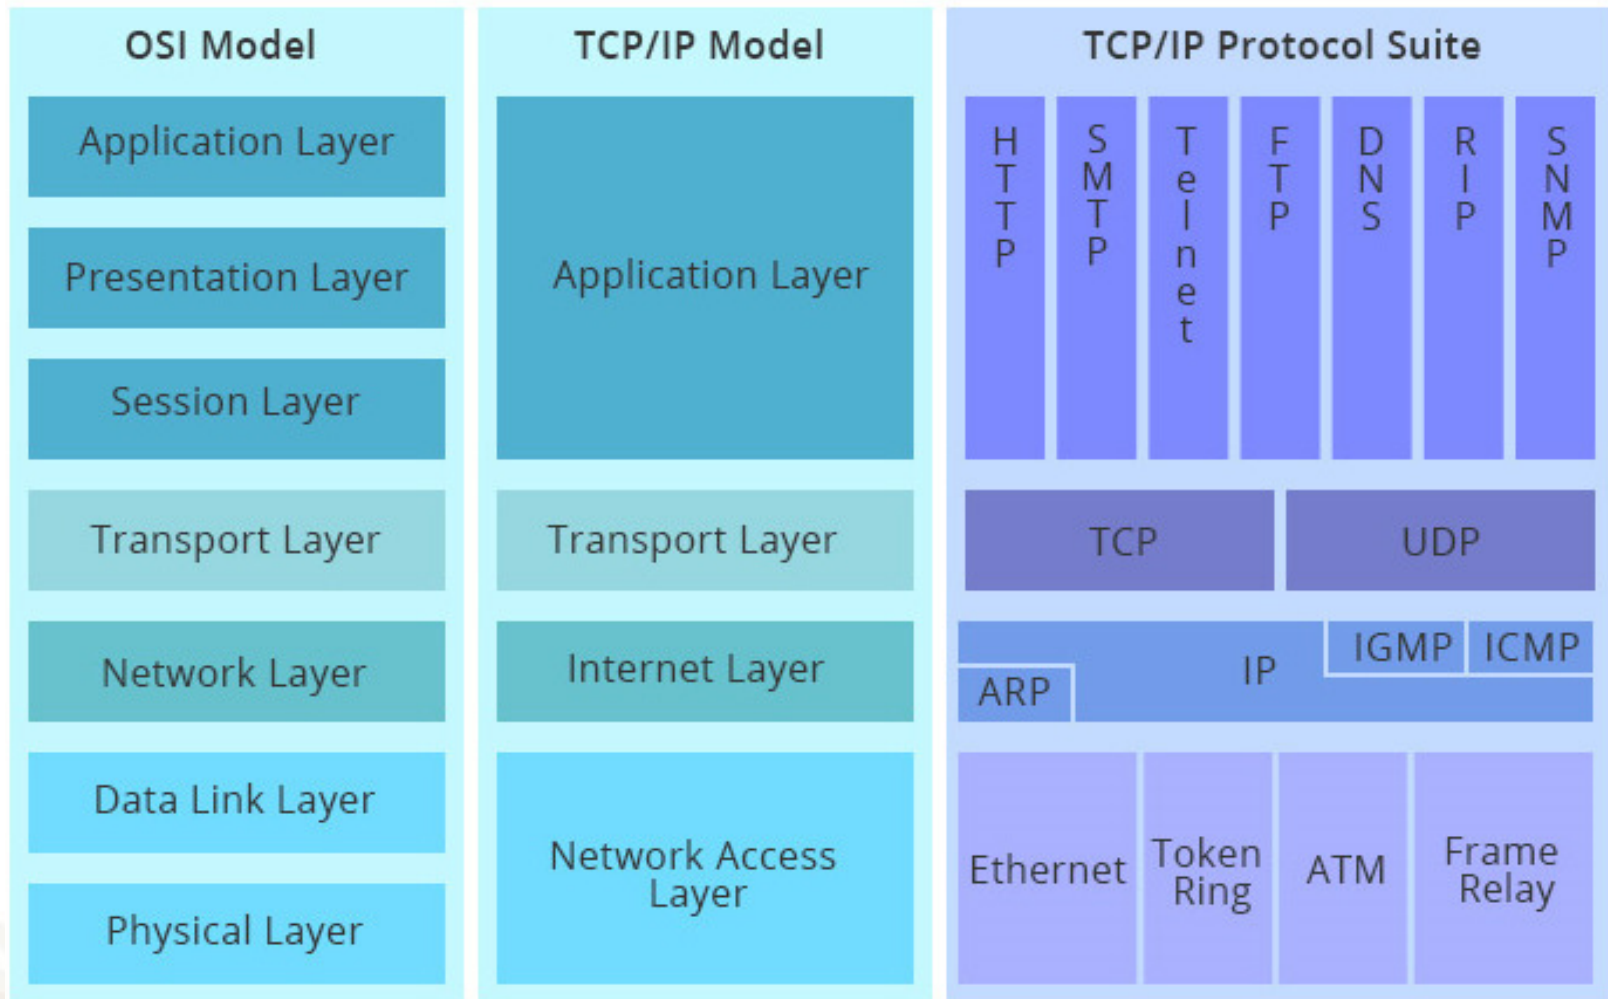 OSI Model
Application Layer
Presentation Layer
Session Layer
Transport Layer
Network Layer
Data Link Layer
Physical Layer
TCP/IP Model
Application Layer
Transport Layer
Internet Layer
Network Access
Layer
TCP/IP Protocol Suite
HTTP
SMTP
Telnet
FTP
DNS
RIP
SNMP
TCP
UDP
IP
IGMP
ICMP
ARP
Ethernet
Token
Ring
ATM
Frame
Relay